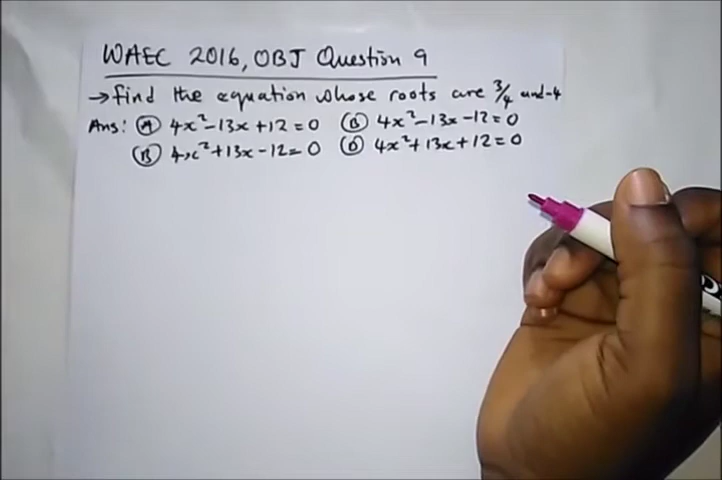 WAEC 2016, OBJ Question 9
→ find the equation whose roots are 3/4 and -4
Ans: (A) 4x² - 13x + 12 = 0 (B) 4x² - 13x - 12 = 0
(B) 4x² + 13x - 12 = 0 (D) 4x² + 13x + 12 = 0